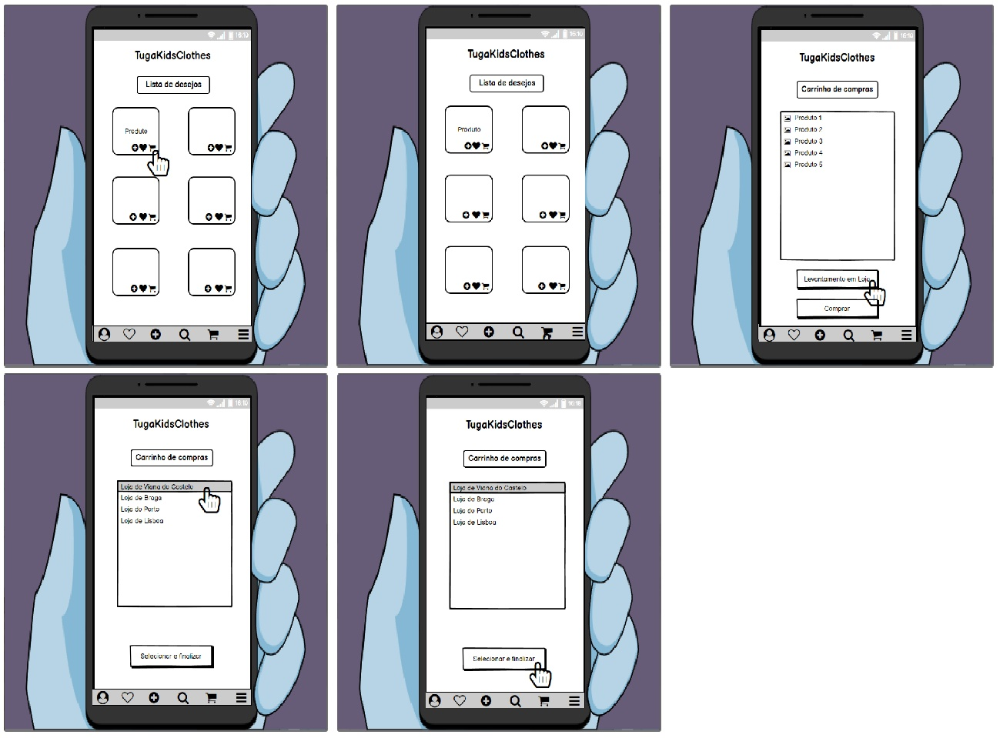 16:10
TugaKidsClothes
Lista de desejos
Produto
16:10
TugaKidsClothes
Lista de desejos
Produto
16:10
TugaKidsClothes
Carrinho de compras
Produto 1
Produto 2
Produto 3
Produto 4
Produto 5
Levantamento em Loja
Comprar
16:10
TugaKidsClothes
Carrinho de compras
Loja de Viana do Castelo
Loja de Braga
Loja do Porto
Loja de Lisboa
Selecionar e finalizar
16:18
TugaKidsClothes
Carrinho de compras
Loja de Viana do Castelo
Loja de Braga
Loja do Porto
Loja de Lisboa
Selecionar e finalizar